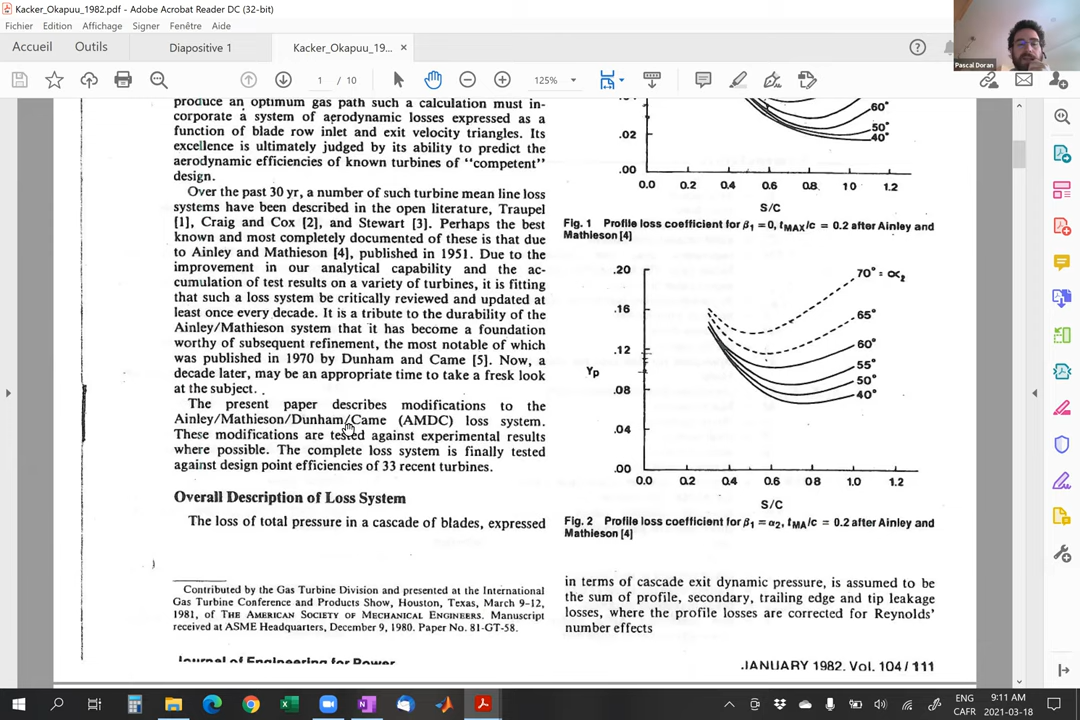 Kacker_Okapuu_1982.pdf - Adobe Acrobat Reader DC (32-bit)
Fichier Edition Affichage Signer Fenêtre Aide
Accueil Outils Diapositive 1 Kacker_Okapuu_19... ×
1 / 10 125%
Pascal Doran
produce an optimum gas path such a calculation must in-
corporate a system of aerodynamic losses expressed as a
function of blade row inlet and exit velocity triangles. Its
excellence is ultimately judged by its ability to predict the
aerodynamic efficiencies of known turbines of "competent"
design.
Over the past 30 yr, a number of such turbine mean line loss
systems have been described in the open literature, Traupel
[1], Craig and Cox [2], and Stewart [3]. Perhaps the best
known and most completely documented of these is that due
to Ainley and Mathieson [4], published in 1951. Due to the
improvement in our analytical capability and the ac-
cumulation of test results on a variety of turbines, it is fitting
that such a loss system be critically reviewed and updated at
least once every decade. It is a tribute to the durability of the
Ainley/Mathieson system that it has become a foundation
worthy of subsequent refinement, the most notable of which
was published in 1970 by Dunham and Came [5]. Now, a
decade later, may be an appropriate time to take a fresk look
at the subject.
The present paper describes modifications to the
Ainley/Mathieson/Dunham/Came (AMDC) loss system.
These modifications are tested against experimental results
where possible. The complete loss system is finally tested
against design point efficiencies of 33 recent turbines.
Overall Description of Loss System
The loss of total pressure in a cascade of blades, expressed
Contributed by the Gas Turbine Division and presented at the International
Gas Turbine Conference and Products Show, Houston, Texas, March 9-12,
1981, of THE AMERICAN SOCIETY OF MECHANICAL ENGINEERS. Manuscript
received at ASME Headquarters, December 9, 1980. Paper No. 81-GT-58.
Journal of Engineering for Power
60°
50°
40°
.02
.00
0.0 0.2 0.4 0.6 0.8 1.0 1.2
S/C
Fig. 1 Profile loss coefficient for β1 = 0, tMAX/c = 0.2 after Ainley and
Mathieson [4]
.20
70° = α2
.16
65°
60°
.12
Yp
55°
50°
.08
40°
.04
.00
0.0 0.2 0.4 0.6 0.8 1.0 1.2
S/C
Fig. 2 Profile loss coefficient for β1 = α2, tMA/c = 0.2 after Ainley and
Mathieson [4]
in terms of cascade exit dynamic pressure, is assumed to be
the sum of profile, secondary, trailing edge and tip leakage
losses, where the profile losses are corrected for Reynolds'
number effects
JANUARY 1982, Vol. 104 / 111
ENG
CAFR
9:11 AM
2021-03-18